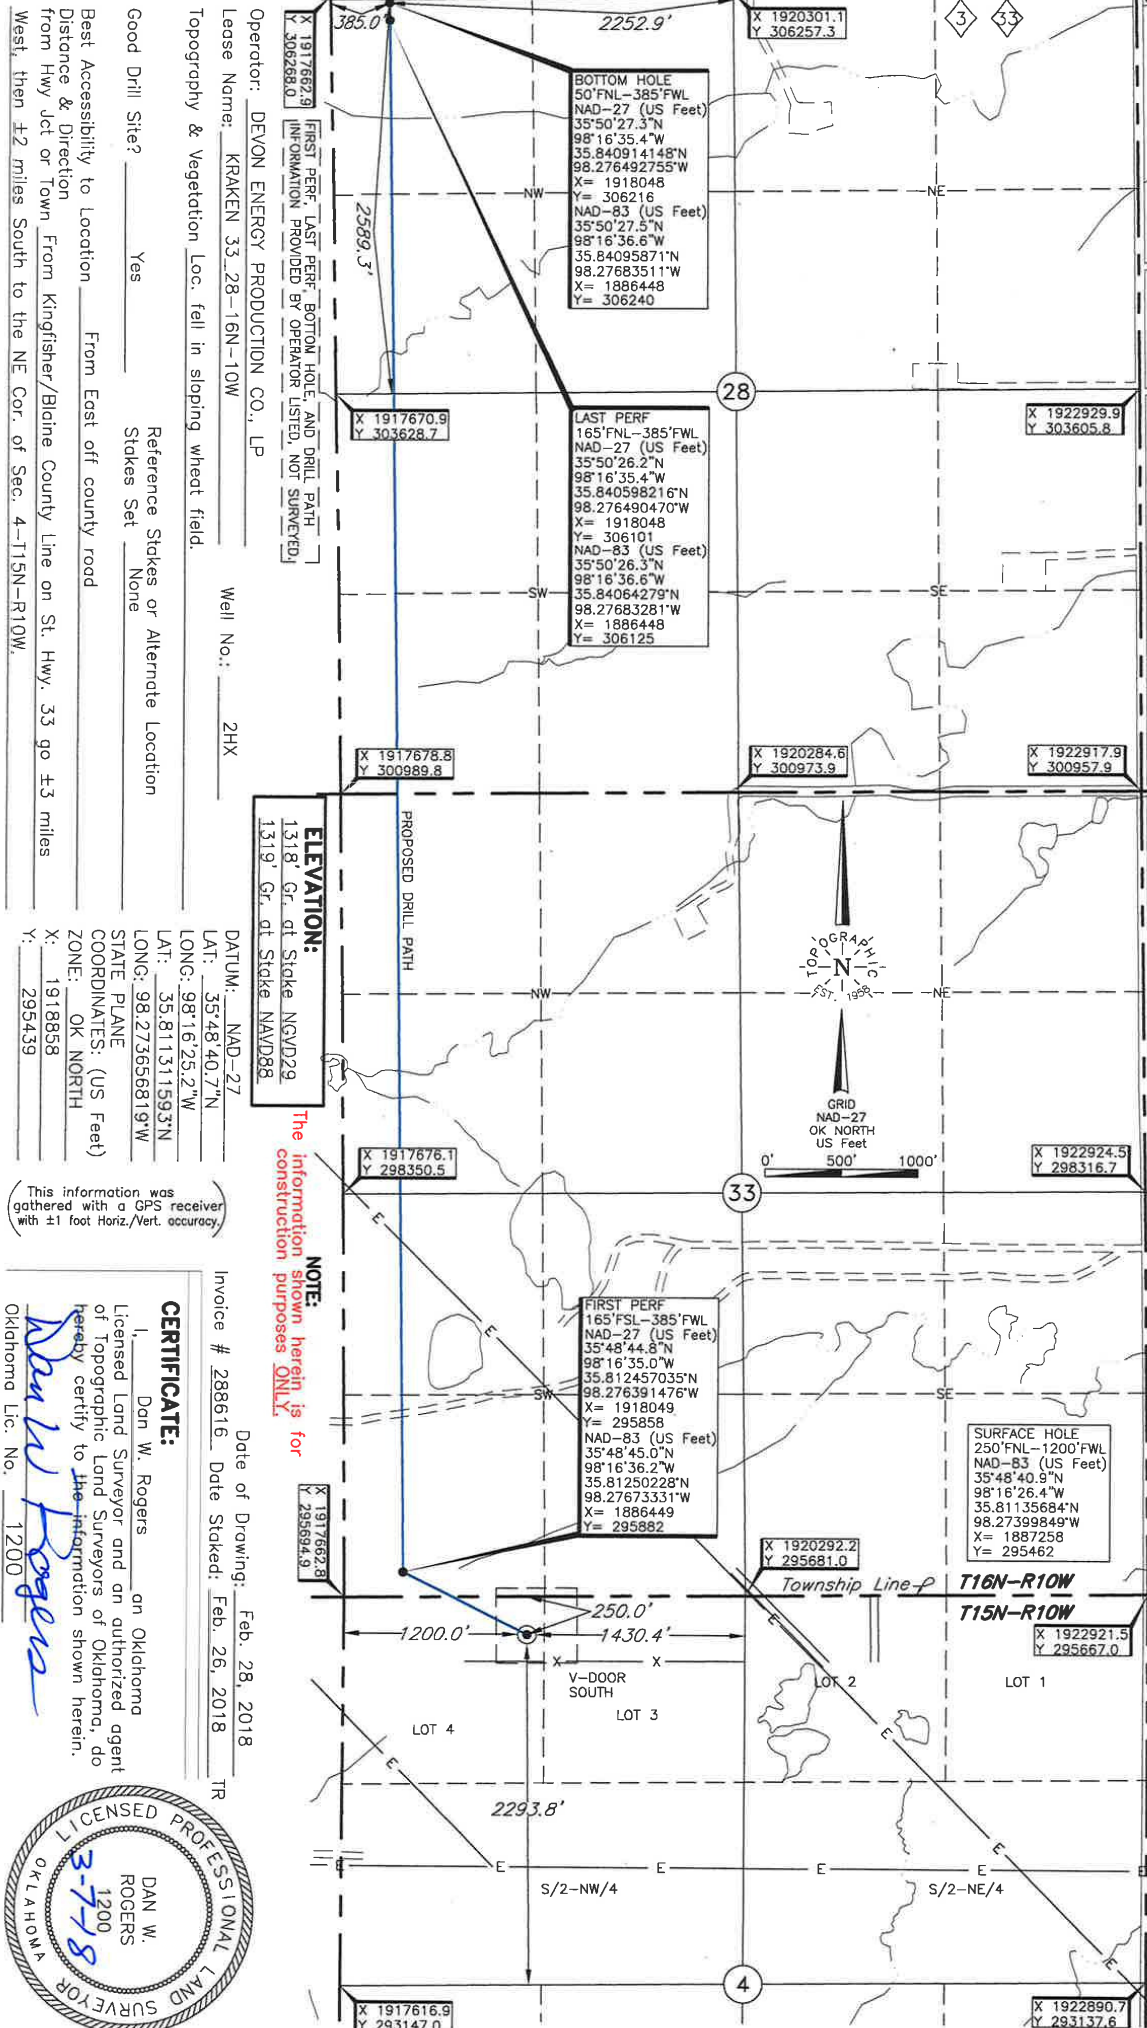 385.0'
2252.9'
X 1920301.1
Y 306257.3
3
33
X 1917662.9
Y 306268.0
BOTTOM HOLE
50'FNL-385'FWL
NAD-27 (US Feet)
35°50'27.3"N
98°16'35.4"W
35.840914148°N
98.276492755°W
X= 1918048
Y= 306216
NAD-83 (US Feet)
35°50'27.5"N
98°16'36.6"W
35.84095871°N
98.27683511°W
X= 1886448
Y= 306240
NW
NE
2589.3'
28
X 1917670.9
Y 303628.7
X 1922929.9
Y 303605.8
LAST PERF
165'FNL-385'FWL
NAD-27 (US Feet)
35°50'26.2"N
98°16'35.4"W
35.840598216°N
98.276490470°W
X= 1918048
Y= 306101
NAD-83 (US Feet)
35°50'26.3"N
98°16'36.6"W
35.84064279°N
98.27683281°W
X= 1886448
Y= 306125
SW
SE
X 1917678.8
Y 300989.8
X 1920284.6
Y 300973.9
X 1922917.9
Y 300957.9
PROPOSED DRILL PATH
TOPOGRAPHIC
N
EST. 1958
NW
NE
GRID
NAD-27
OK NORTH
US Feet
0' 500' 1000'
X 1917676.1
Y 298350.5
33
X 1922924.5
Y 298316.7
E
E
FIRST PERF
165'FSL-385'FWL
NAD-27 (US Feet)
35°48'44.8"N
98°16'35.0"W
35.812457035°N
98.276391476°W
X= 1918049
Y= 295858
NAD-83 (US Feet)
35°48'45.0"N
98°16'36.2"W
35.81250228°N
98.27673331°W
X= 1886449
Y= 295882
SW
SE
SURFACE HOLE
250'FNL-1200'FWL
NAD-83 (US Feet)
35°48'40.9"N
98°16'26.4"W
35.81135684°N
98.27399849°W
X= 1887258
Y= 295462
X 1917662.8
Y 295694.9
X 1920292.2
Y 295681.0
Township Line
T16N-R10W
T15N-R10W
X 1922921.5
Y 295667.0
250.0'
1200.0'
1430.4'
E
X X
V-DOOR
SOUTH
LOT 4
LOT 3
LOT 2
LOT 1
E
E
2293.8'
E
E E E E E
S/2-NW/4
S/2-NE/4
E
4
X 1917616.9
Y 293147.0
X 1922890.7
Y 293137.6
FIRST PERF, LAST PERF, BOTTOM HOLE, AND DRILL PATH
INFORMATION PROVIDED BY OPERATOR LISTED, NOT SURVEYED.
Operator: DEVON ENERGY PRODUCTION CO., LP
Lease Name: KRAKEN 33_28-16N-10W Well No.: 2HX
Topography & Vegetation Loc. fell in sloping wheat field.
Good Drill Site? Yes
Reference Stakes or Alternate Location
Stakes Set None
Best Accessibility to Location From East off county road
Distance & Direction
from Hwy Jct or Town From Kingfisher/Blaine County Line on St. Hwy. 33 go ±3 miles
West, then ±2 miles South to the NE Cor. of Sec. 4-T15N-R10W.
ELEVATION:
1318' Gr. at Stake NGVD29
1319' Gr. at Stake NAVD88
DATUM: NAD-27
LAT: 35°48'40.7"N
LONG: 98°16'25.2"W
LAT: 35.811311593°N
LONG: 98.273656819°W
STATE PLANE
COORDINATES: (US Feet)
ZONE: OK NORTH
X: 1918858
Y: 295439
This information was
gathered with a GPS receiver
with ±1 foot Horiz./Vert. accuracy.
NOTE:
The information shown herein is for
construction purposes ONLY.
Date of Drawing: Feb. 28, 2018
Invoice # 288616 Date Staked: Feb. 26, 2018 TR
CERTIFICATE:
I, Dan W. Rogers an Oklahoma
Licensed Land Surveyor and an authorized agent
of Topographic Land Surveyors of Oklahoma, do
hereby certify to the information shown herein.
Dan W Rogers
Oklahoma Lic. No. 1200
LICENSED PROFESSIONAL LAND SURVEYOR
DAN W.
ROGERS
1200
3-7-18
OKLAHOMA